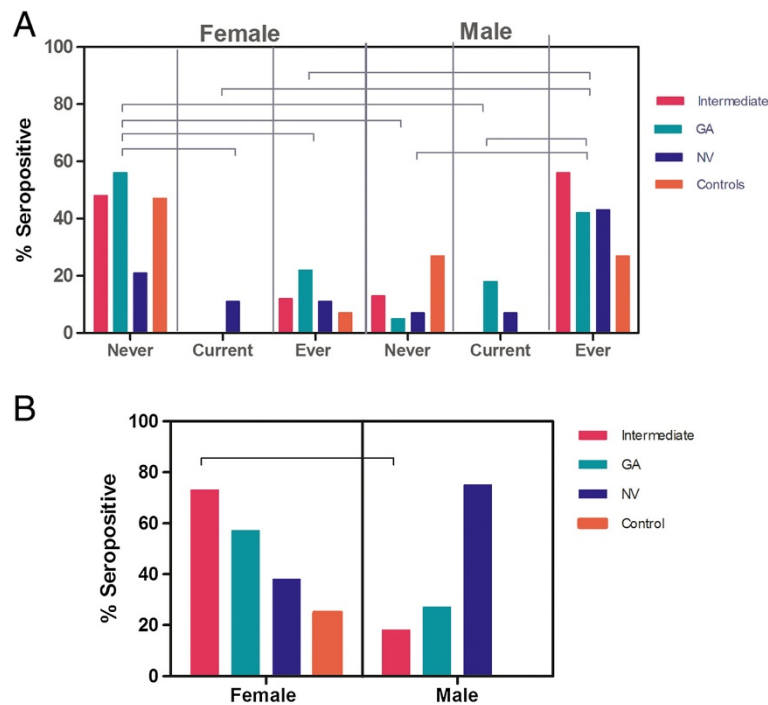 A
Female Male
100
80
60
40
20
0
% Seropositive
Never Current Ever Never Current Ever
Intermediate
GA
NV
Controls
B
100
80
60
40
20
0
% Seropositive
Female Male
Intermediate
GA
NV
Control